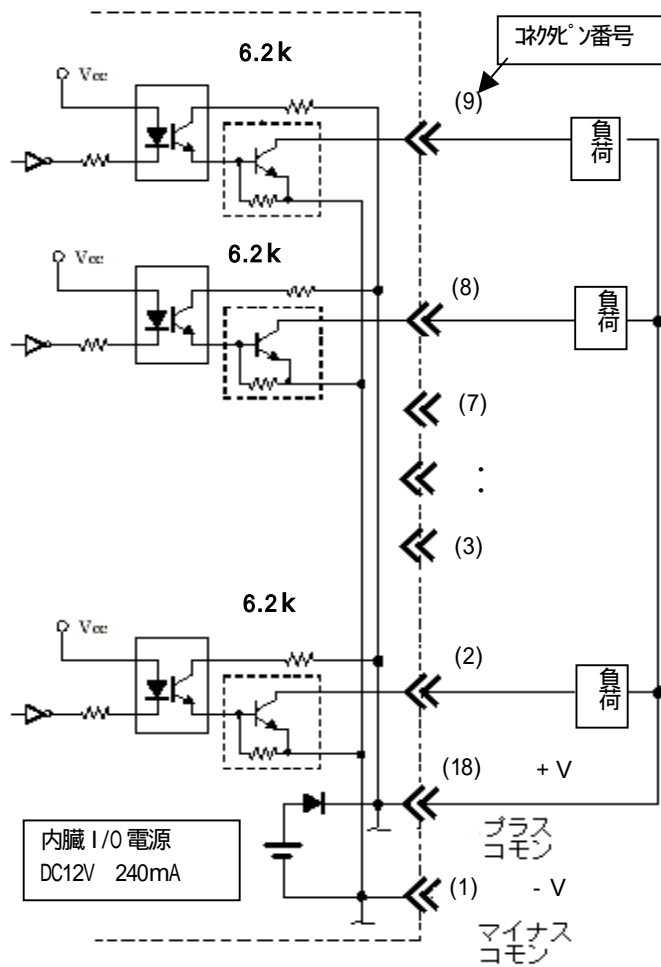 6.2k
コネクタピン番号
Vcc
(9)
負荷
6.2k
Vcc
(8)
負荷
(7)
:
(3)
6.2k
Vcc
(2)
負荷
(18) + V
プラス
コモン
内臓 I/O 電源
DC12V 240mA
(1) - V
マイナス
コモン